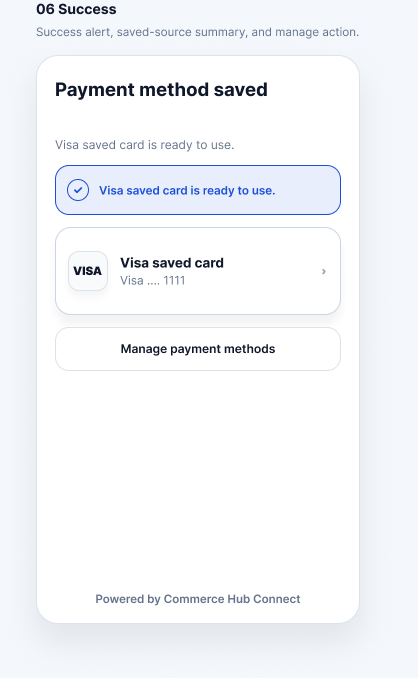 06 Success
Success alert, saved-source summary, and manage action.
Payment method saved
Visa saved card is ready to use.
Visa saved card is ready to use.
VISA
Visa saved card
Visa .... 1111
Manage payment methods
Powered by Commerce Hub Connect